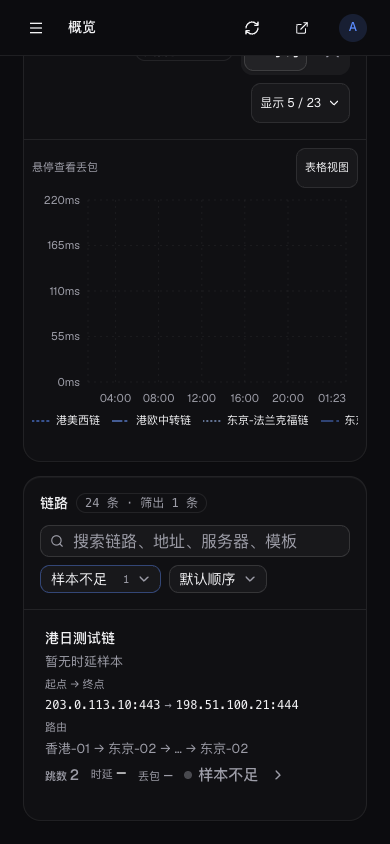 概览
A
显示 5 / 23
悬停查看丢包
表格视图
220ms
165ms
110ms
55ms
0ms
04:00 08:00 12:00 16:00 20:00 01:23
港美西链 港欧中转链 东京-法兰克福链 东
链路 24 条 · 筛出 1 条
搜索链路、地址、服务器、模板
样本不足 1 默认顺序
港日测试链
暂无时延样本
起点 → 终点
203.0.113.10:443 → 198.51.100.21:444
路由
香港-01 → 东京-02 → … → 东京-02
跳数 2 时延 — 丢包 — 样本不足